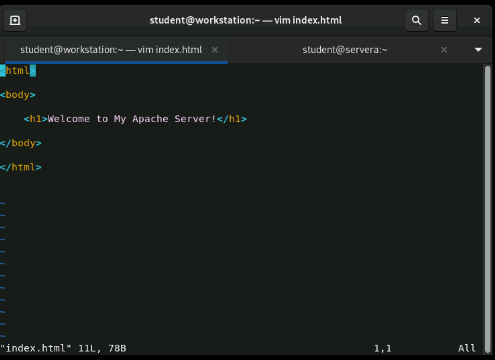 student@workstation:~ — vim index.html
student@workstation:~ — vim index.html
student@servera:~
<html>
<body>
<h1>Welcome to My Apache Server!</h1>
</body>
</html>
~
~
~
~
~
~
~
~
~
~
~
~
"index.html" 11L, 78B 1,1 All